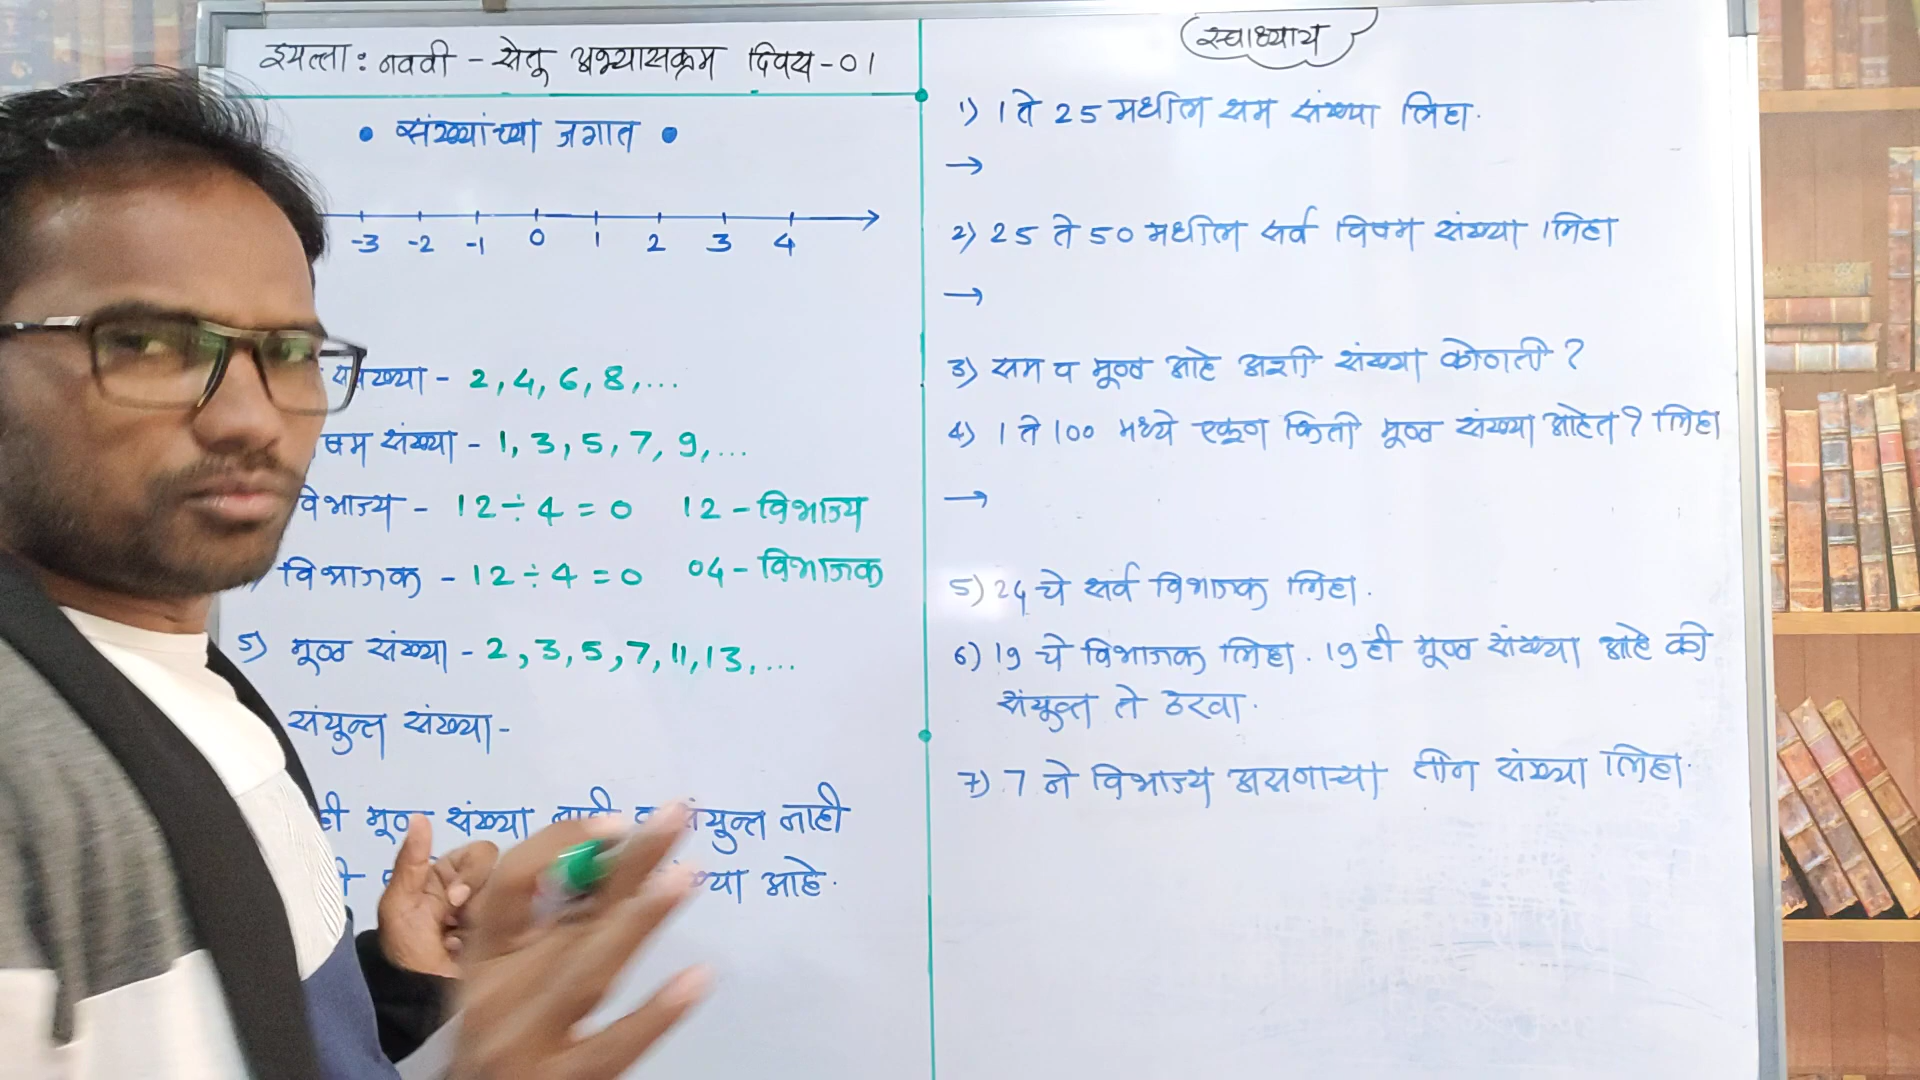 इयत्ता : नववी - सेतू अभ्यासक्रम दिवस - 01
• संख्यांच्या जगात •
-3 -2 -1 0 1 2 3 4
संख्या - 2, 4, 6, 8, ...
षम संख्या - 1, 3, 5, 7, 9, ...
विभाज्य - 12 ÷ 4 = 0 12 - विभाज्य
विभाजक - 12 ÷ 4 = 0 04 - विभाजक
5) मूळ संख्या - 2, 3, 5, 7, 11, 13, ...
संयुक्त संख्या -
ही मूळ संख्या नाही व संयुक्त नाही
आहे.
स्वाध्याय
1) 1 ते 25 मधील सम संख्या लिहा.
→
2) 25 ते 50 मधील सर्व विषम संख्या लिहा
→
3) सम व मूळ आहे अशी संख्या कोणती ?
4) 1 ते 100 मध्ये एकूण किती मूळ संख्या आहेत ? लिहा
→
5) 24 चे सर्व विभाजक लिहा.
6) 19 चे विभाजक लिहा. 19 ही मूळ संख्या आहे की
संयुक्त ते ठरवा.
7) 7 ने विभाज्य असणाऱ्या तीन संख्या लिहा.